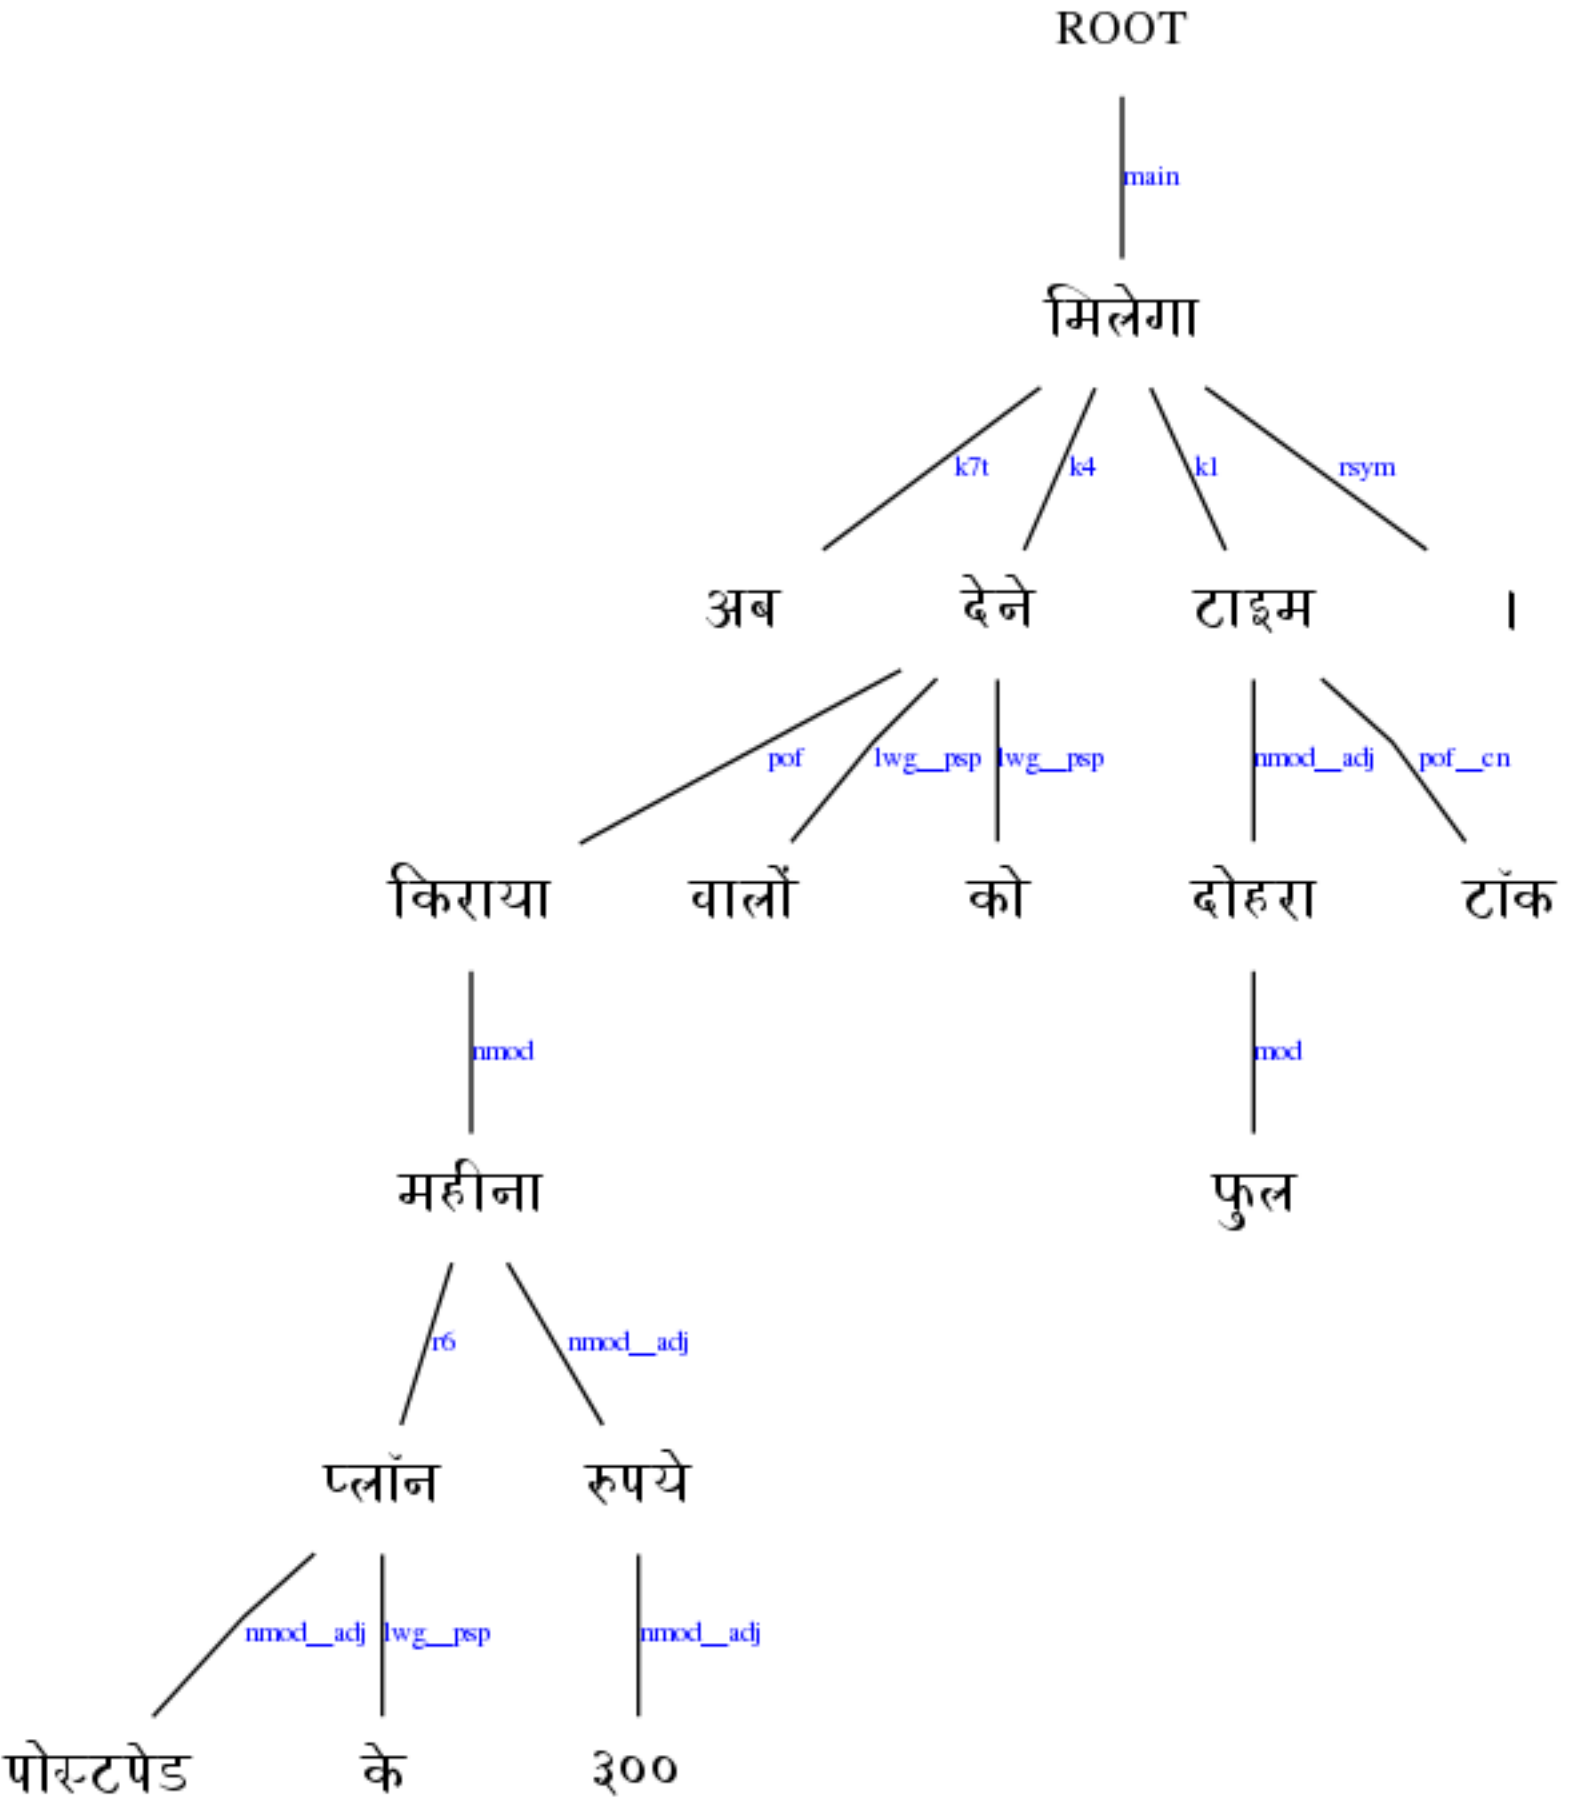 ROOT
main
मिलेगा
k7t k4 k1 rsym
अब देने टाइम ।
pof lwg__psp lwg__psp nmod__adj pof__cn
किराया वालों को दोहरा टॉक
nmod mod
महीना फुल
r6 nmod__adj
प्लॉन रुपये
nmod__adj lwg__psp nmod__adj
पोस्टपेड के ३००